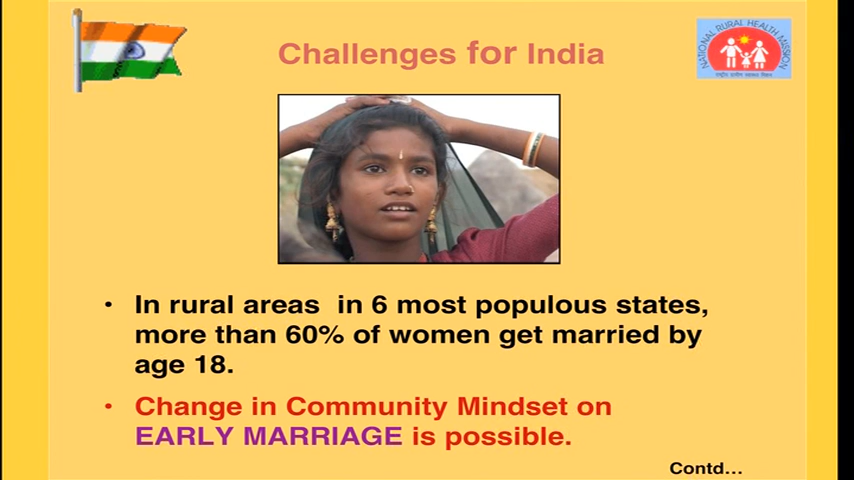 Challenges for India
NATIONAL RURAL HEALTH MISSION
राष्ट्रीय ग्रामीण स्वास्थ्य मिशन
• In rural areas in 6 most populous states,
more than 60% of women get married by
age 18.
• Change in Community Mindset on
EARLY MARRIAGE is possible.
Contd...